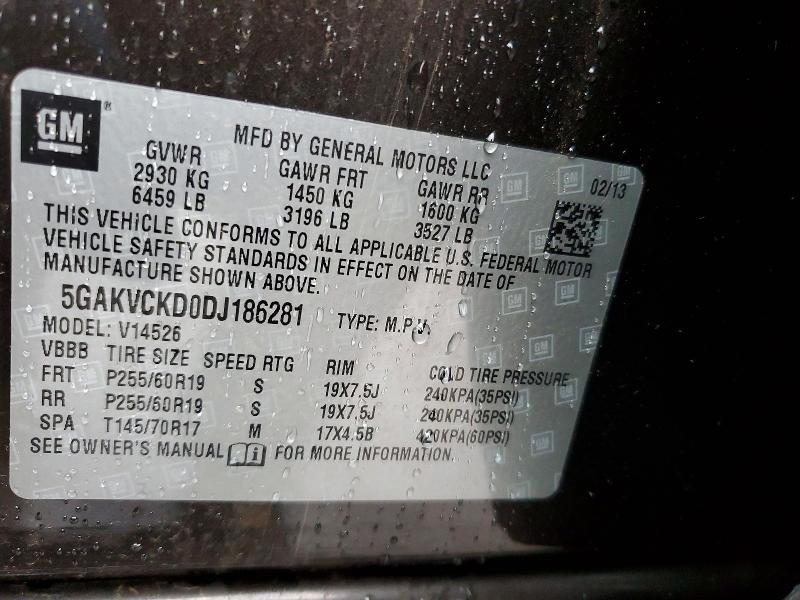 GM®
MFD BY GENERAL MOTORS LLC
02/13
GVWR GAWR FRT GAWR RR
2930 KG 1450 KG 1600 KG
6459 LB 3196 LB 3527 LB
THIS VEHICLE CONFORMS TO ALL APPLICABLE U.S. FEDERAL MOTOR
VEHICLE SAFETY STANDARDS IN EFFECT ON THE DATE OF
MANUFACTURE SHOWN ABOVE.
5GAKVCKD0DJ186281 TYPE: M.P.V.
MODEL: V14526
VBBB TIRE SIZE SPEED RTG RIM COLD TIRE PRESSURE
FRT P255/60R19 S 19X7.5J 240KPA(35PSI)
RR P255/60R19 S 19X7.5J 240KPA(35PSI)
SPA T145/70R17 M 17X4.5B 420KPA(60PSI)
SEE OWNER'S MANUAL FOR MORE INFORMATION.